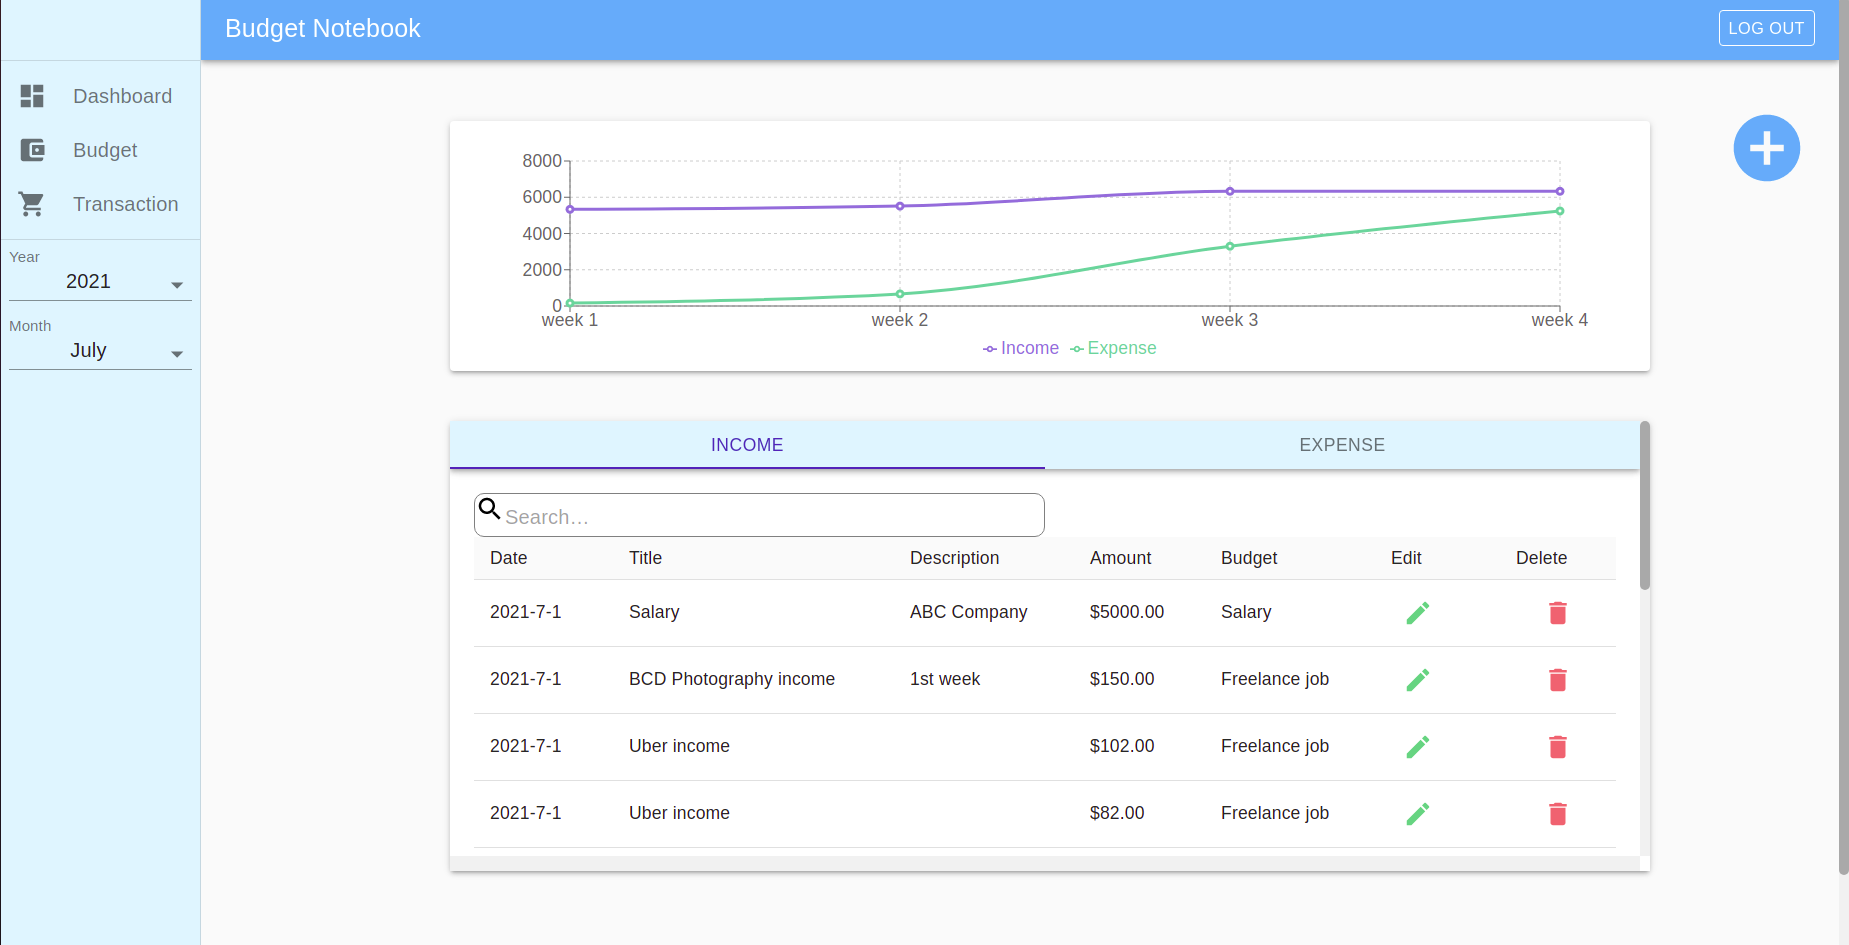 Budget Notebook
LOG OUT
Dashboard
Budget
Transaction
Year
2021
Month
July
8000
6000
4000
2000
0
week 1 week 2 week 3 week 4
Income Expense
INCOME EXPENSE
Search...
Date Title Description Amount Budget Edit Delete
2021-7-1 Salary ABC Company $5000.00 Salary
2021-7-1 BCD Photography income 1st week $150.00 Freelance job
2021-7-1 Uber income $102.00 Freelance job
2021-7-1 Uber income $82.00 Freelance job